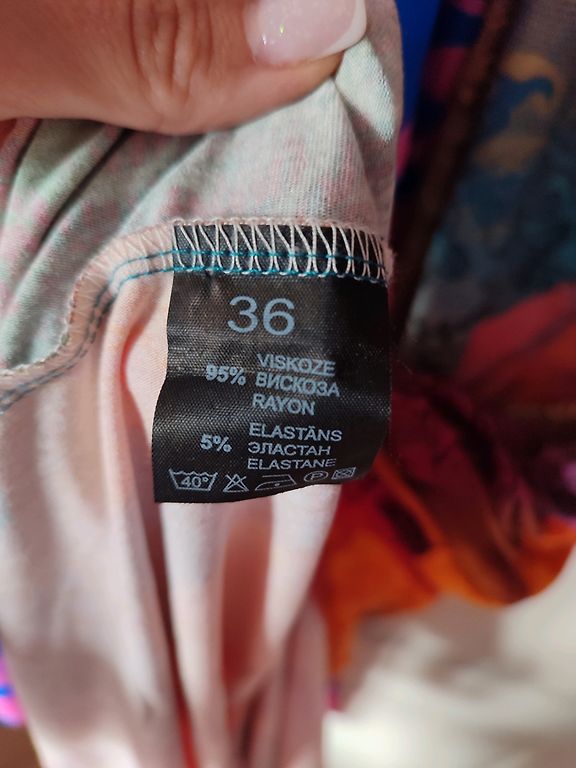 36
VISKOZE
95% ВИСКОЗА
RAYON
ELASTĀNS
5% ЭЛАСТАН
ELASTANE
40° P